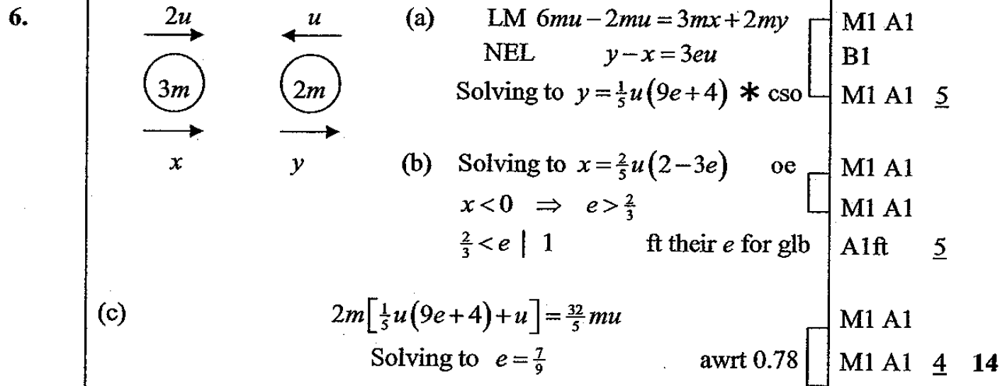 6.
2u u (a) LM 6mu − 2mu = 3mx + 2my M1 A1
NEL y − x = 3eu B1
3m 2m Solving to y = 1/5 u(9e + 4) * cso M1 A1 5
x y (b) Solving to x = 2/5 u(2 − 3e) oe M1 A1
x < 0 ⇒ e > 2/3 M1 A1
2/3 < e | 1 ft their e for glb A1ft 5
(c) 2m[1/5 u(9e + 4) + u] = 32/5 mu M1 A1
Solving to e = 7/9 awrt 0.78 M1 A1 4 14